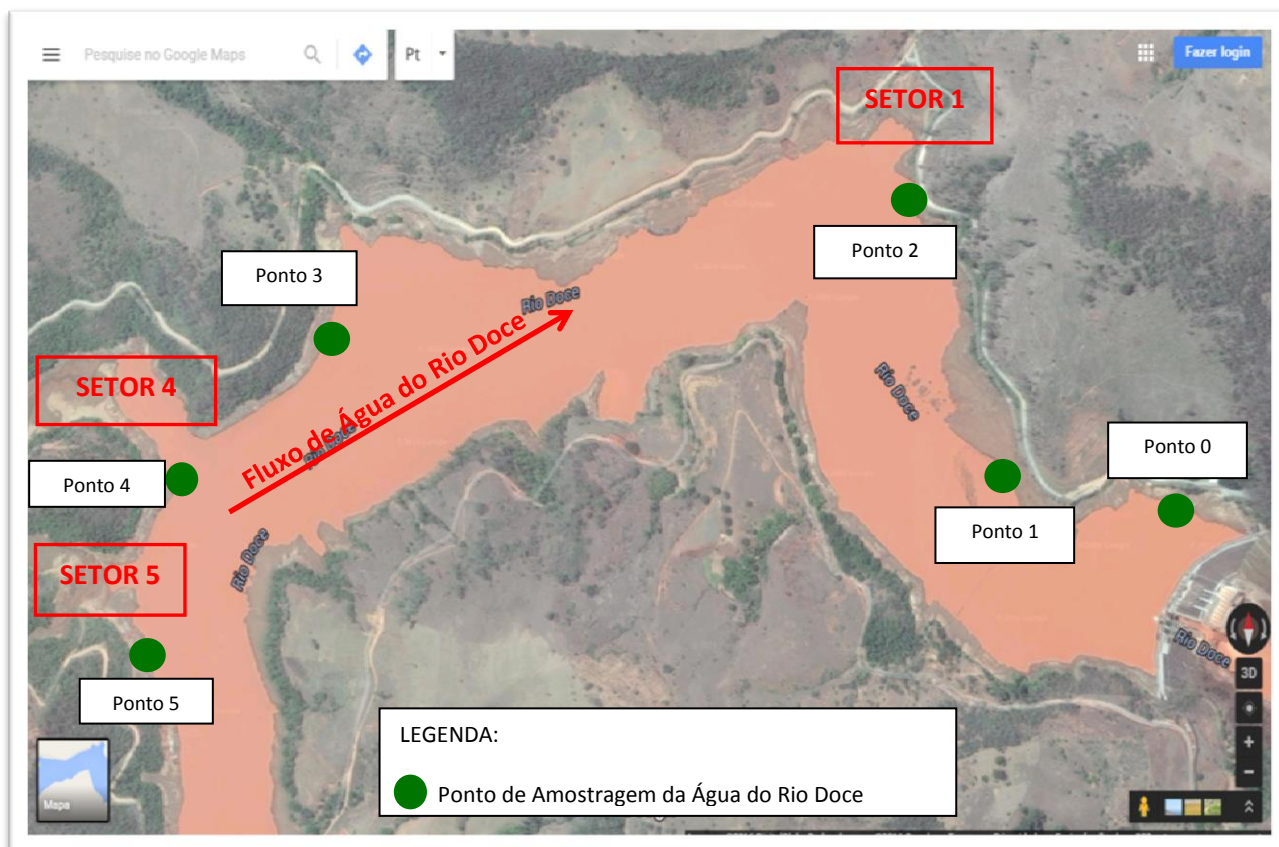 Pesquise no Google Maps
Pt
Fazer login
SETOR 1
Ponto 2
Ponto 3
Rio Doce
Fluxo de Água do Rio Doce
SETOR 4
Rio Doce
Ponto 0
Ponto 4
Ponto 1
SETOR 5
Rio Doce
Rio Doce
3D
Ponto 5
LEGENDA:
Ponto de Amostragem da Água do Rio Doce
Mapa